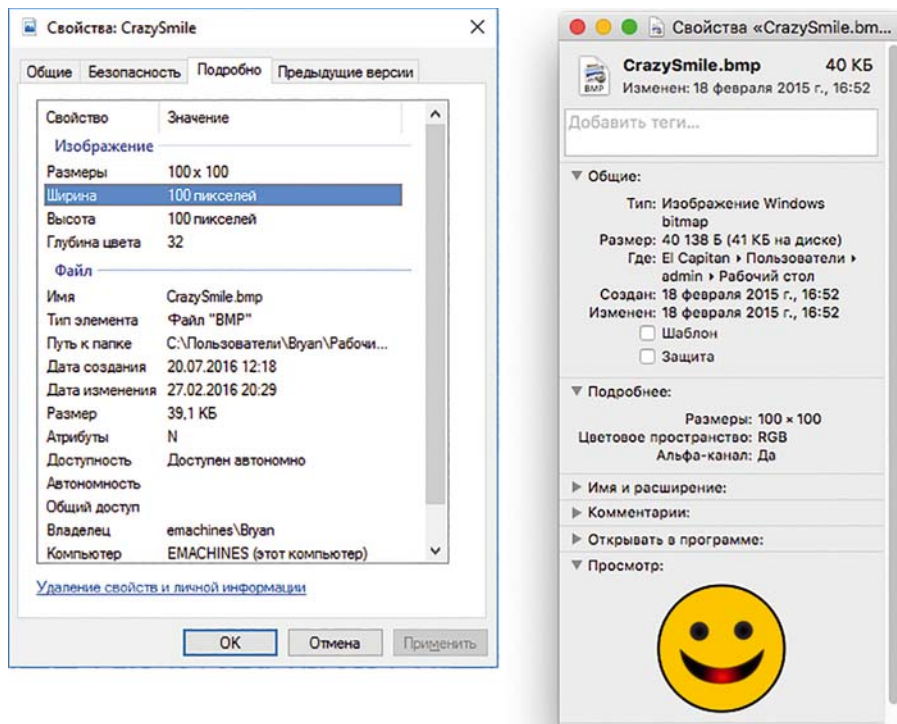 Свойства: CrazySmile
Общие Безопасность Подробно Предыдущие версии
Свойство Значение
Изображение
Размеры 100 x 100
Ширина 100 пикселей
Высота 100 пикселей
Глубина цвета 32
Файл
Имя CrazySmile.bmp
Тип элемента Файл "BMP"
Путь к папке C:\Пользователи\Bryan\Рабочи...
Дата создания 20.07.2016 12:18
Дата изменения 27.02.2016 20:29
Размер 39,1 КБ
Атрибуты N
Доступность Доступен автономно
Автономность
Общий доступ
Владелец emachines\Bryan
Компьютер EMACHINES (этот компьютер)
Удаление свойств и личной информации
ОК Отмена Применить
Свойства «CrazySmile.bm...
CrazySmile.bmp 40 КБ
BMP Изменен: 18 февраля 2015 г., 16:52
Добавить теги...
Общие:
Тип: Изображение Windows
bitmap
Размер: 40 138 Б (41 КБ на диске)
Где: El Capitan ▸ Пользователи ▸
admin ▸ Рабочий стол
Создан: 18 февраля 2015 г., 16:52
Изменен: 18 февраля 2015 г., 16:52
Шаблон
Защита
Подробнее:
Размеры: 100 × 100
Цветовое пространство: RGB
Альфа-канал: Да
Имя и расширение:
Комментарии:
Открывать в программе:
Просмотр: